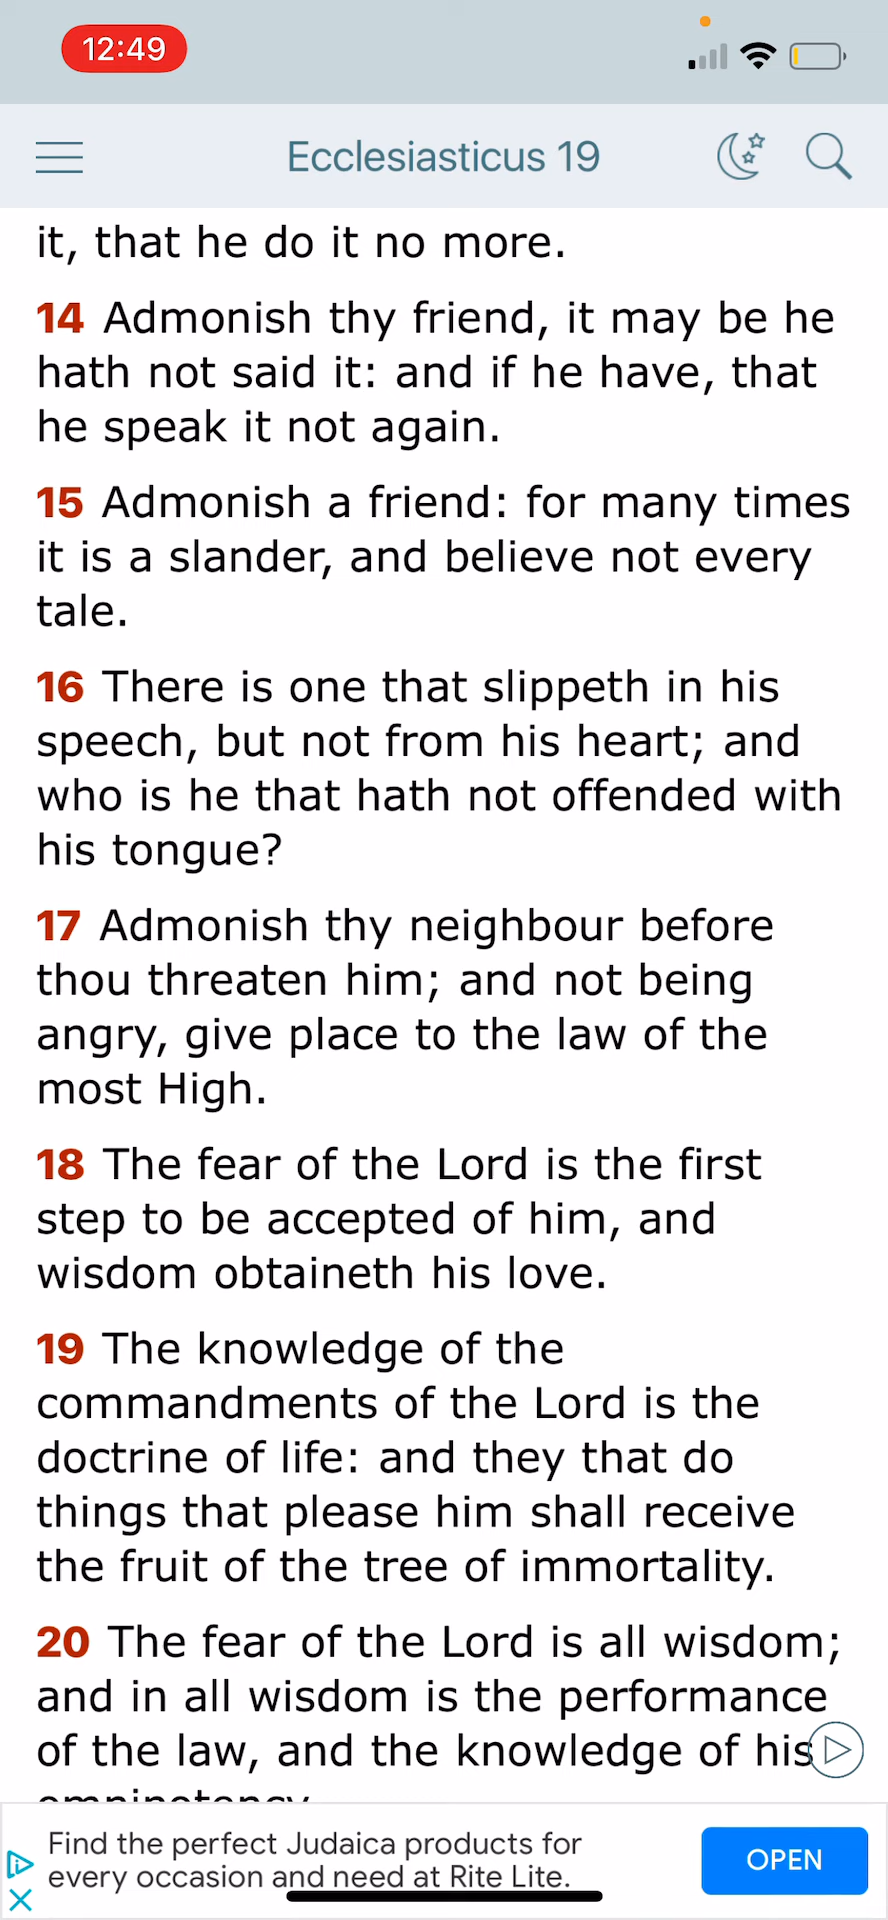 12:49
Ecclesiasticus 19
it, that he do it no more.
14 Admonish thy friend, it may be he
hath not said it: and if he have, that
he speak it not again.
15 Admonish a friend: for many times
it is a slander, and believe not every
tale.
16 There is one that slippeth in his
speech, but not from his heart; and
who is he that hath not offended with
his tongue?
17 Admonish thy neighbour before
thou threaten him; and not being
angry, give place to the law of the
most High.
18 The fear of the Lord is the first
step to be accepted of him, and
wisdom obtaineth his love.
19 The knowledge of the
commandments of the Lord is the
doctrine of life: and they that do
things that please him shall receive
the fruit of the tree of immortality.
20 The fear of the Lord is all wisdom;
and in all wisdom is the performance
of the law, and the knowledge of his
Find the perfect Judaica products for
every occasion and need at Rite Lite.
OPEN